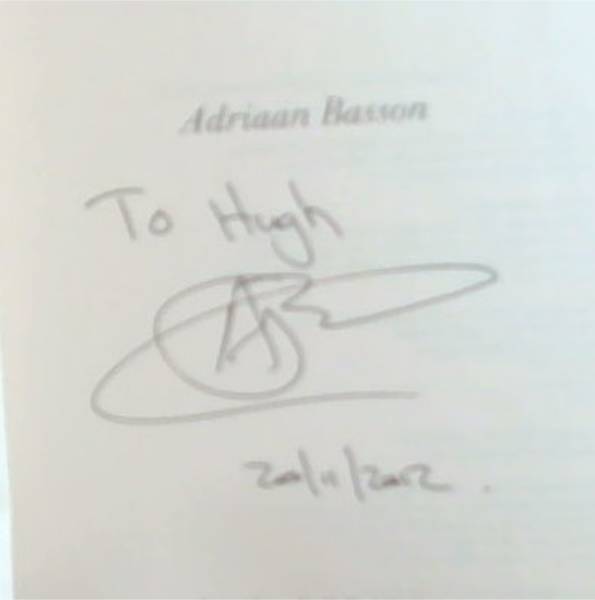 Adriaan Basson
To Hugh
20/11/2012.